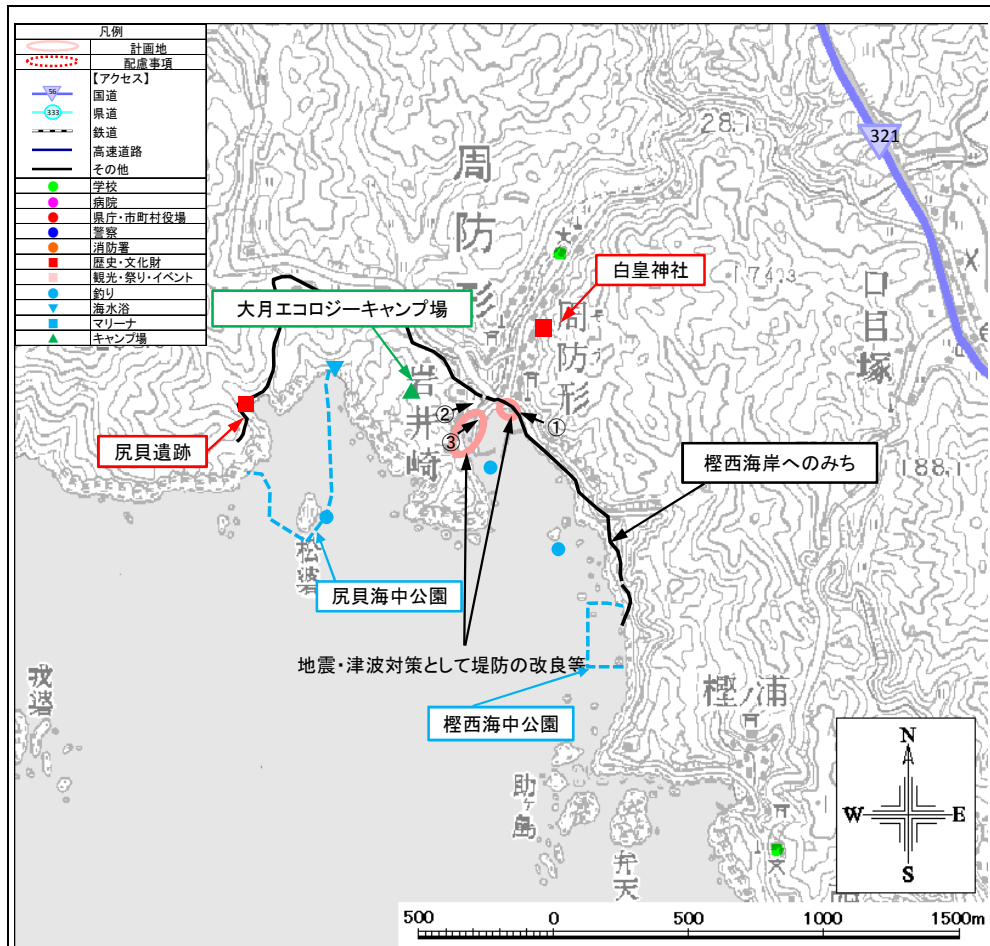 凡例
計画地
配慮事項
【アクセス】
56
国道
333
県道
鉄道
高速道路
その他
学校
病院
県庁・市町村役場
警察
消防署
歴史・文化財
観光・祭り・イベント
釣り
海水浴
マリーナ
キャンプ場
321
28.1
周防形
白皇神社
174.3
口目塚
大月エコロジーキャンプ場
周防形
岩井崎
②
①
③
尻貝遺跡
樫西海岸へのみち
188.1
松碆
尻貝海中公園
地震・津波対策として堤防の改良等
樫西海中公園
樫ノ浦
戎碆
助ヶ島
弁天
N
W
E
S
500
0
500
1000
1500m